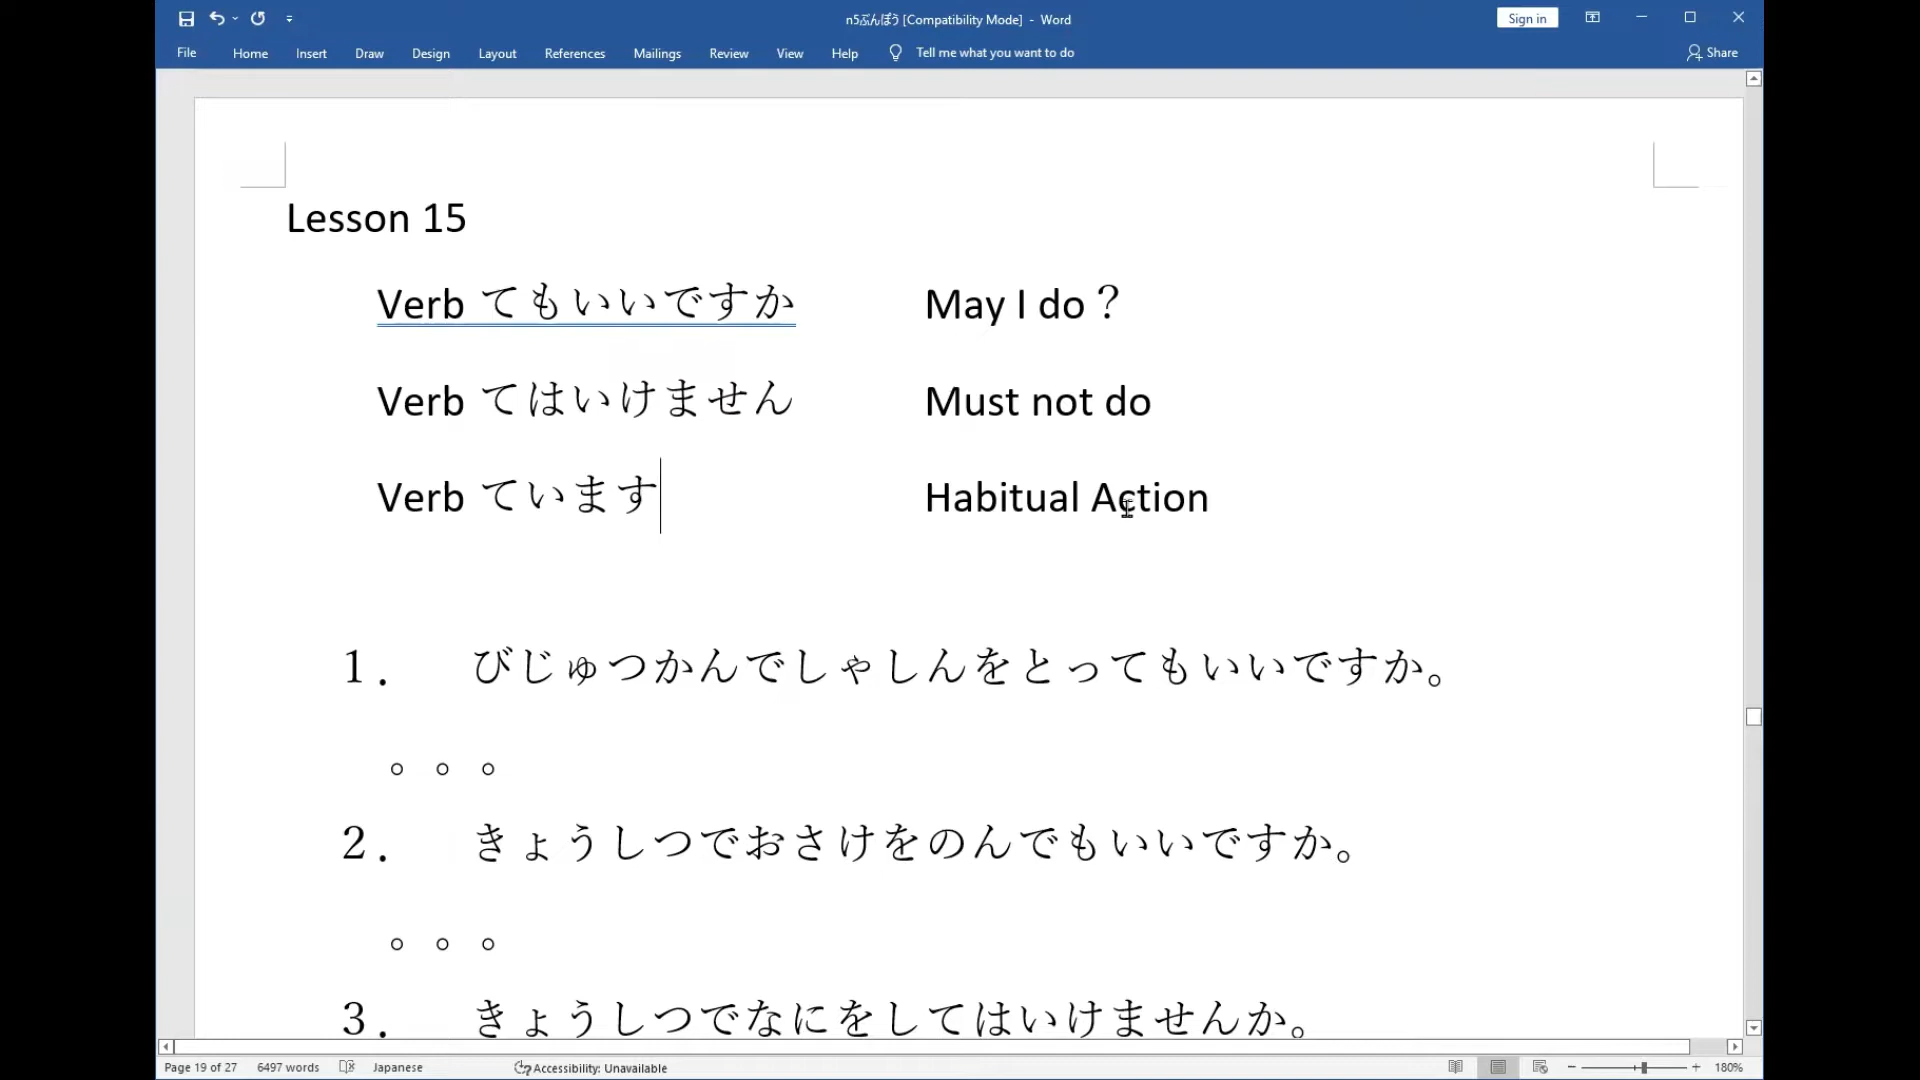 n5ぶんぽう [Compatibility Mode] - Word
Sign in
File Home Insert Draw Design Layout References Mailings Review View Help Tell me what you want to do Share
Lesson 15
Verb てもいいですか May I do？
Verb てはいけません Must not do
Verb ています Habitual Action
１． びじゅつかんでしゃしんをとってもいいですか。
。。。
２． きょうしつでおさけをのんでもいいですか。
。。。
３． きょうしつでなにをしてはいけませんか。
Page 19 of 27 6497 words Japanese Accessibility: Unavailable 180%